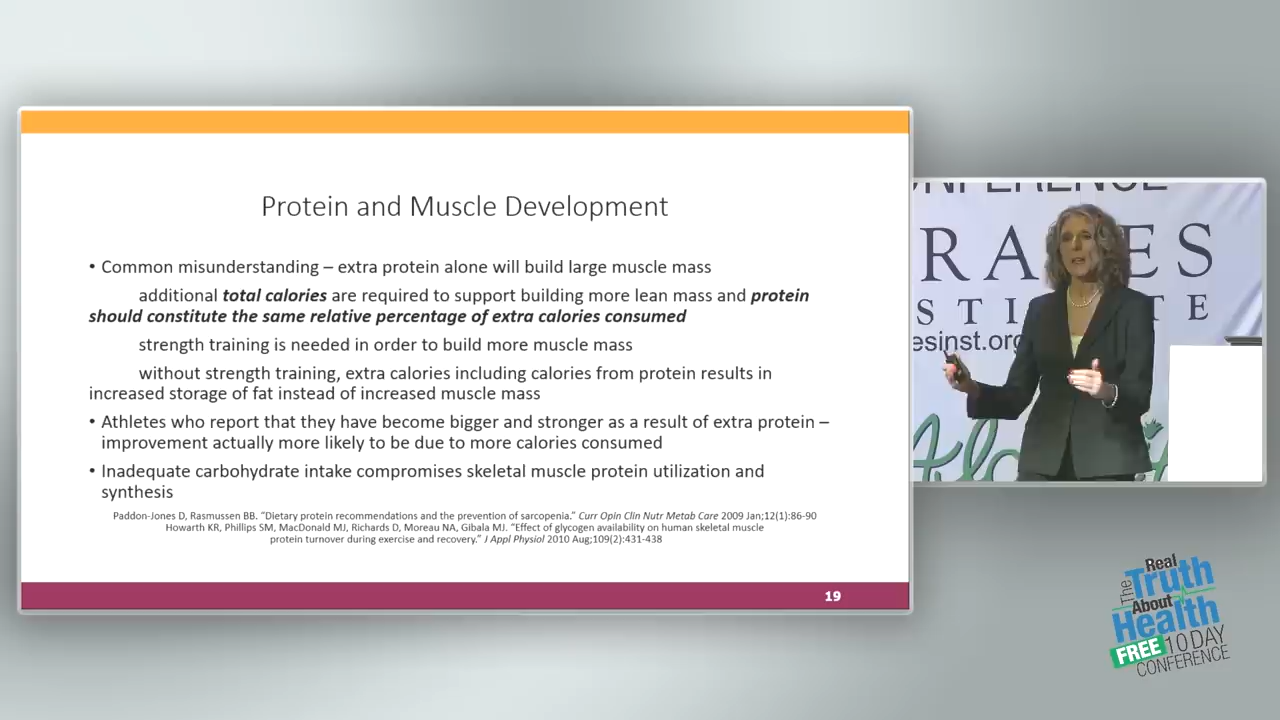 Protein and Muscle Development
• Common misunderstanding – extra protein alone will build large muscle mass
additional total calories are required to support building more lean mass and protein
should constitute the same relative percentage of extra calories consumed
strength training is needed in order to build more muscle mass
without strength training, extra calories including calories from protein results in
increased storage of fat instead of increased muscle mass
• Athletes who report that they have become bigger and stronger as a result of extra protein –
improvement actually more likely to be due to more calories consumed
• Inadequate carbohydrate intake compromises skeletal muscle protein utilization and
synthesis
Paddon-Jones D, Rasmussen BB. “Dietary protein recommendations and the prevention of sarcopenia.” Curr Opin Clin Nutr Metab Care 2009 Jan;12(1):86-90
Howarth KR, Phillips SM, MacDonald MJ, Richards D, Moreau NA, Gibala MJ. “Effect of glycogen availability on human skeletal muscle
protein turnover during exercise and recovery.” J Appl Physiol 2010 Aug;109(2):431-438
19
esinst.org
The Real
Truth
About
Health
FREE 10 DAY
CONFERENCE